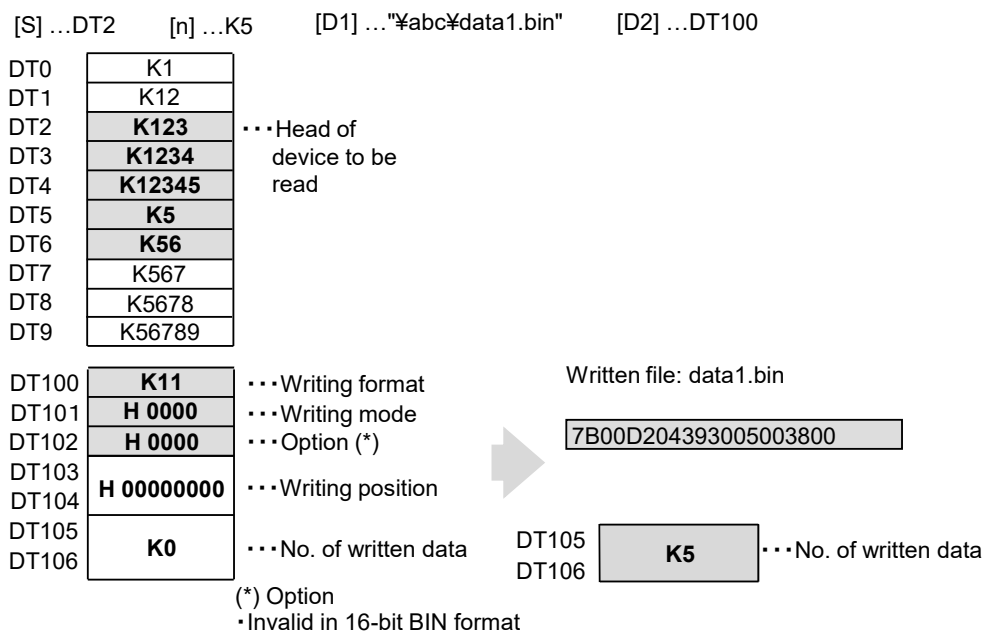 [S] …DT2 [n] …K5 [D1] …"¥abc¥data1.bin" [D2] …DT100
DT0 K1
DT1 K12
DT2 K123 ･･･Head of
DT3 K1234 device to be
DT4 K12345 read
DT5 K5
DT6 K56
DT7 K567
DT8 K5678
DT9 K56789
DT100 K11 ･･･Writing format
Written file: data1.bin
DT101 H 0000 ･･･Writing mode
DT102 H 0000 ･･･Option (*)
7B00D204393005003800
DT103
DT104 H 00000000 ･･･Writing position
DT105
DT106 K0 ･･･No. of written data
DT105
DT106 K5 ･･･No. of written data
(*) Option
･Invalid in 16-bit BIN format